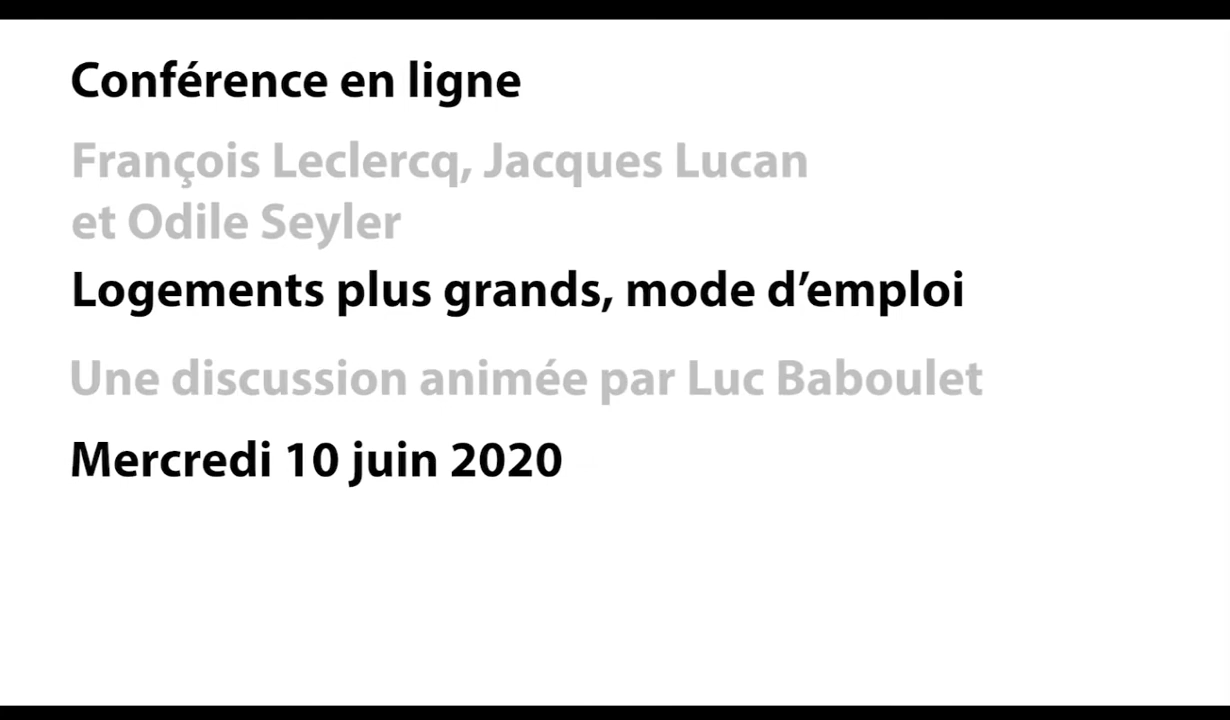 Conférence en ligne
François Leclercq, Jacques Lucan
et Odile Seyler
Logements plus grands, mode d’emploi
Une discussion animée par Luc Baboulet
Mercredi 10 juin 2020